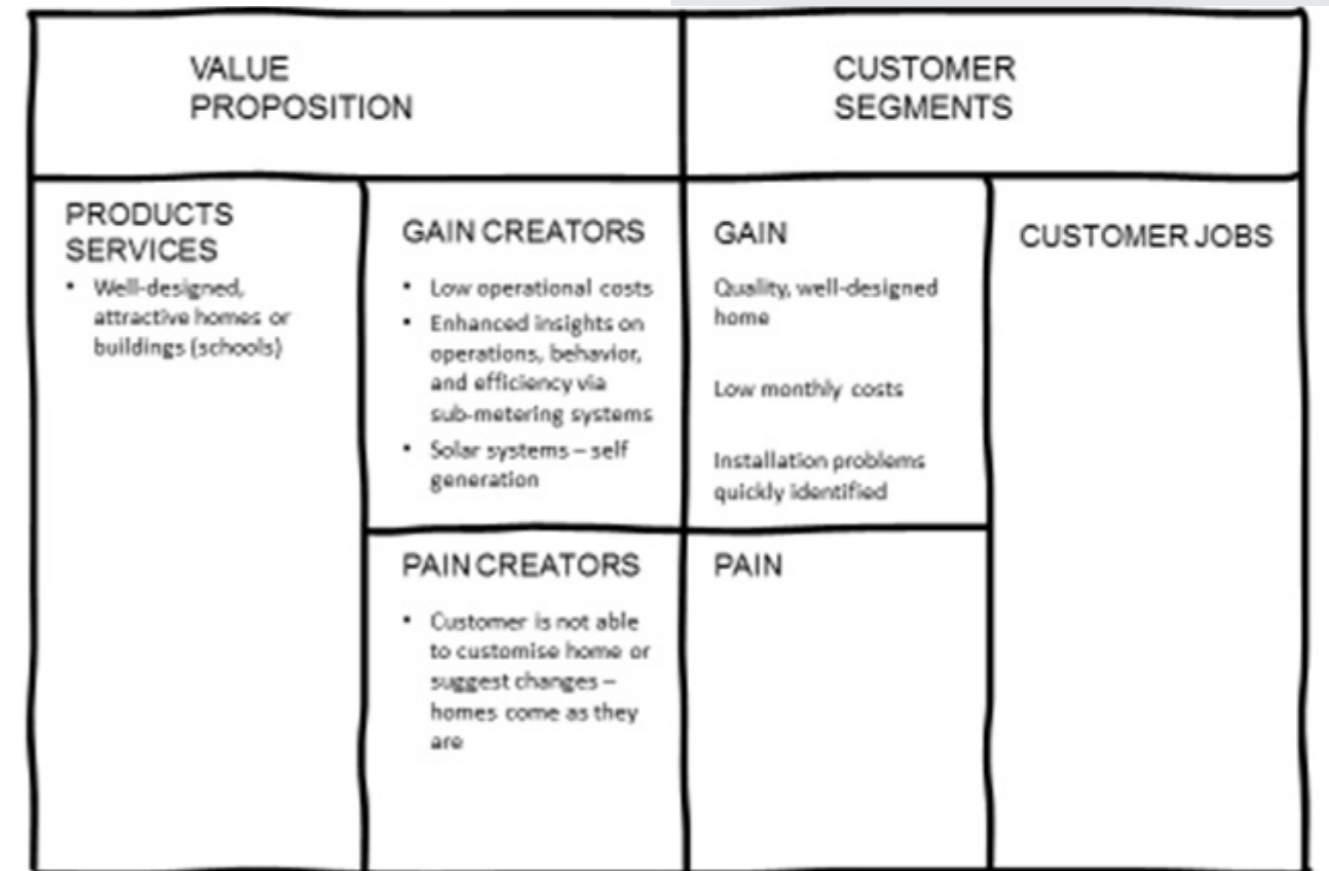 VALUE
PROPOSITION
CUSTOMER
SEGMENTS
PRODUCTS
SERVICES
• Well-designed,
attractive homes or
buildings (schools)
GAIN CREATORS
• Low operational costs
• Enhanced insights on
operations, behavior,
and efficiency via
sub-metering systems
• Solar systems – self
generation
PAIN CREATORS
• Customer is not able
to customise home or
suggest changes –
homes come as they
are
GAIN
Quality, well-designed
home
Low monthly costs
Installation problems
quickly identified
PAIN
CUSTOMER JOBS